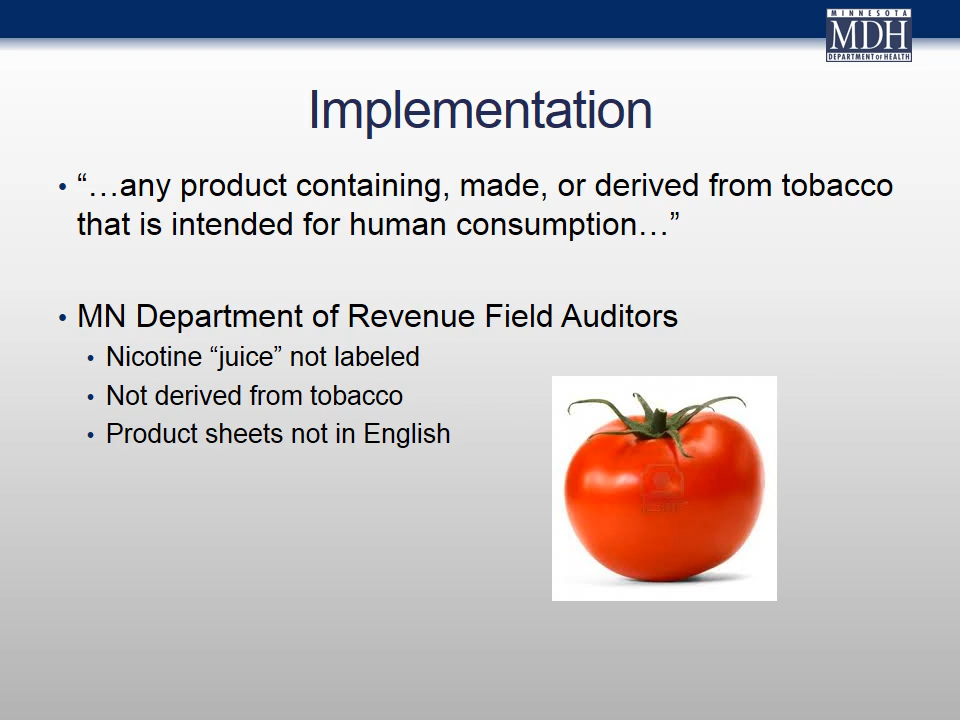 MINNESOTA
MDH
DEPARTMENT OF HEALTH
Implementation
• “…any product containing, made, or derived from tobacco
that is intended for human consumption…”
• MN Department of Revenue Field Auditors
• Nicotine “juice” not labeled
• Not derived from tobacco
• Product sheets not in English